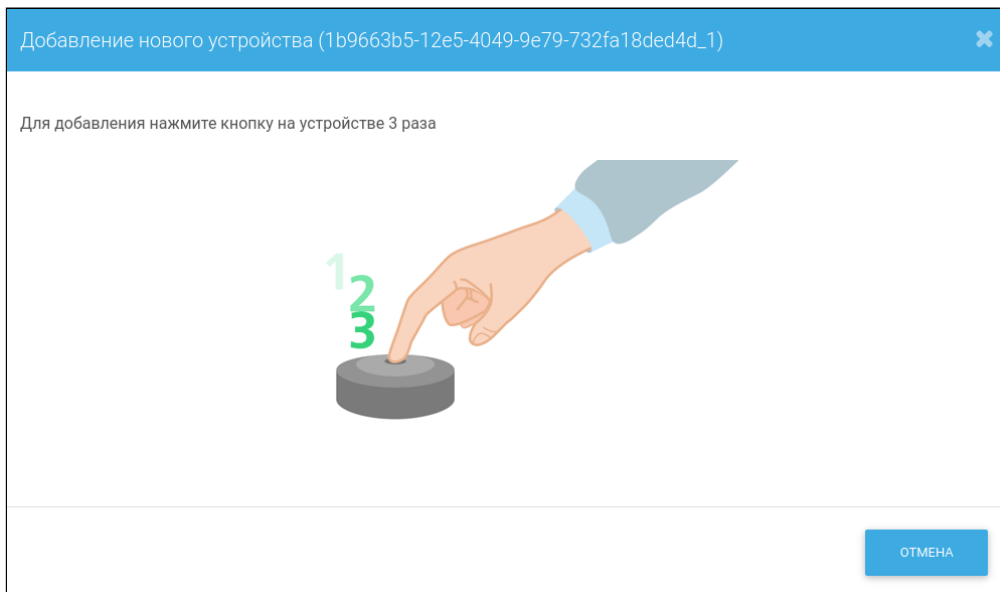 Добавление нового устройства (1b9663b5-12e5-4049-9e79-732fa18ded4d_1)
Для добавления нажмите кнопку на устройстве 3 раза
1
2
3
ОТМЕНА